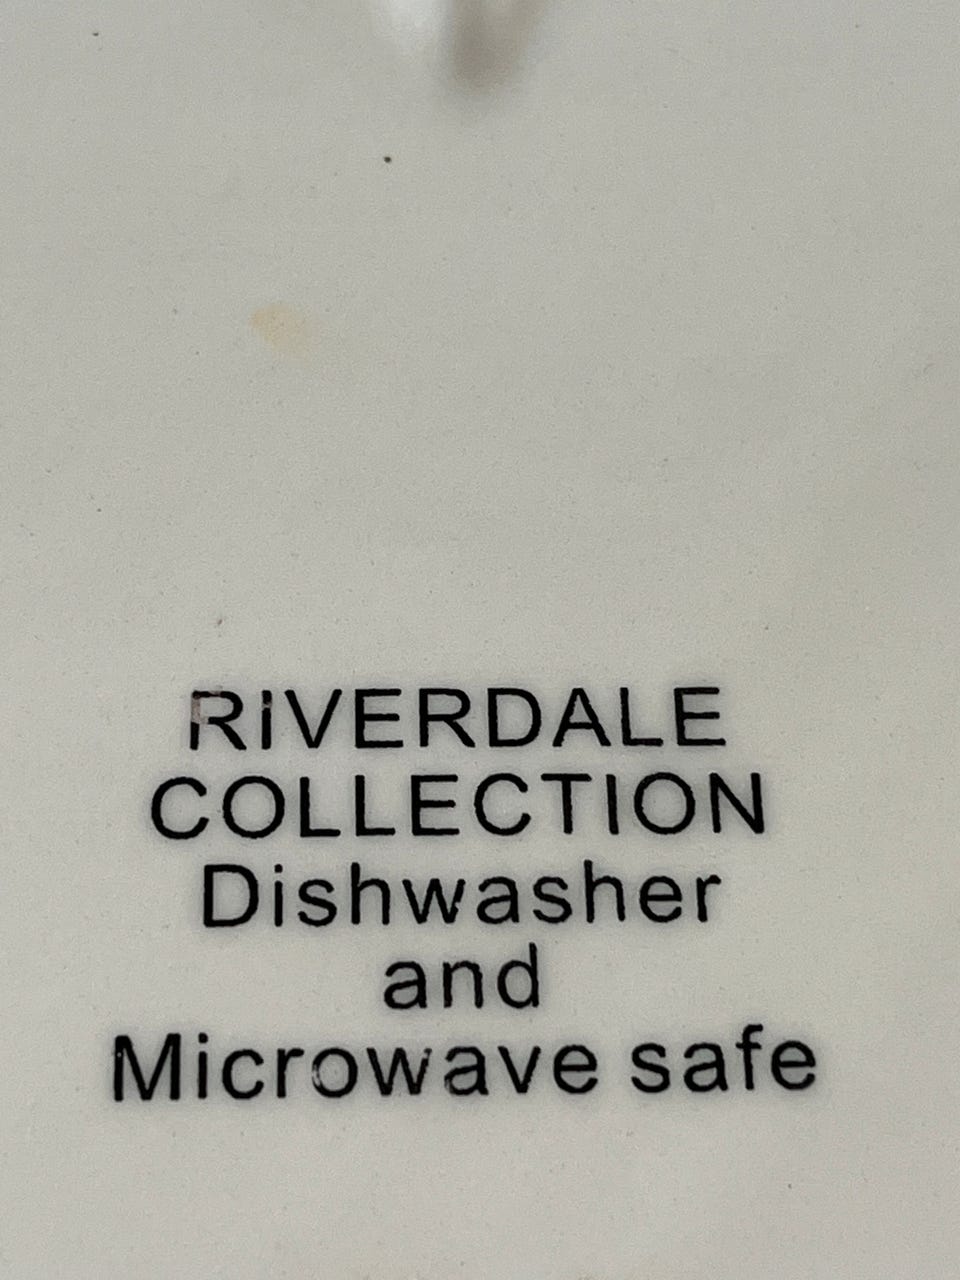 RiVERDALE
COLLECTION
Dishwasher
and
Microwave safe